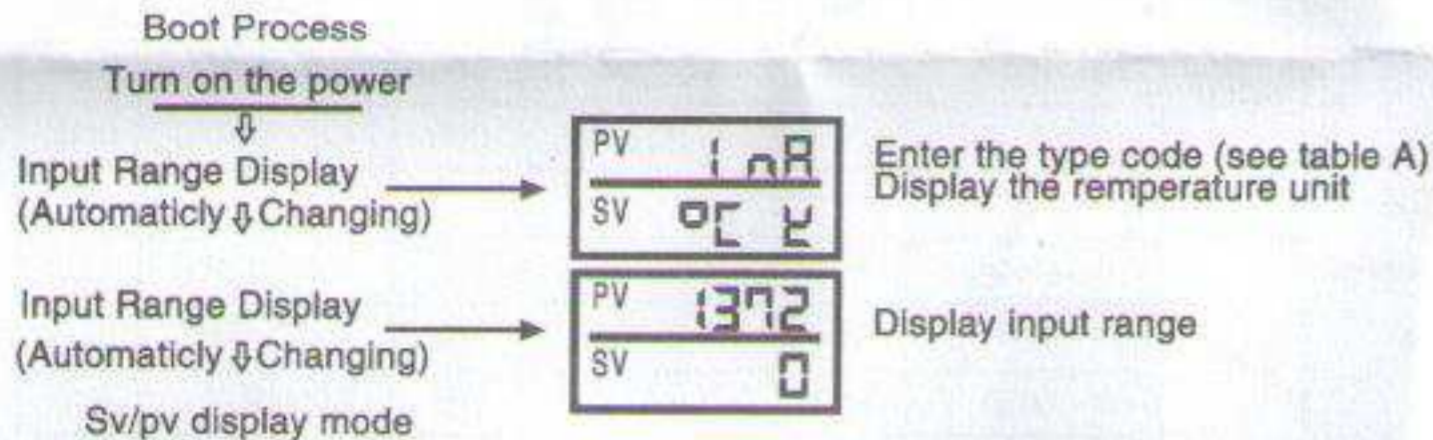 Boot Process
Turn on the power
⇩
Input Range Display
(Automaticly⇩Changing)
PV 1 nA
SV °C K
Enter the type code (see table A)
Display the remperature unit
Input Range Display
(Automaticly⇩Changing)
PV 1372
SV 0
Display input range
Sv/pv display mode